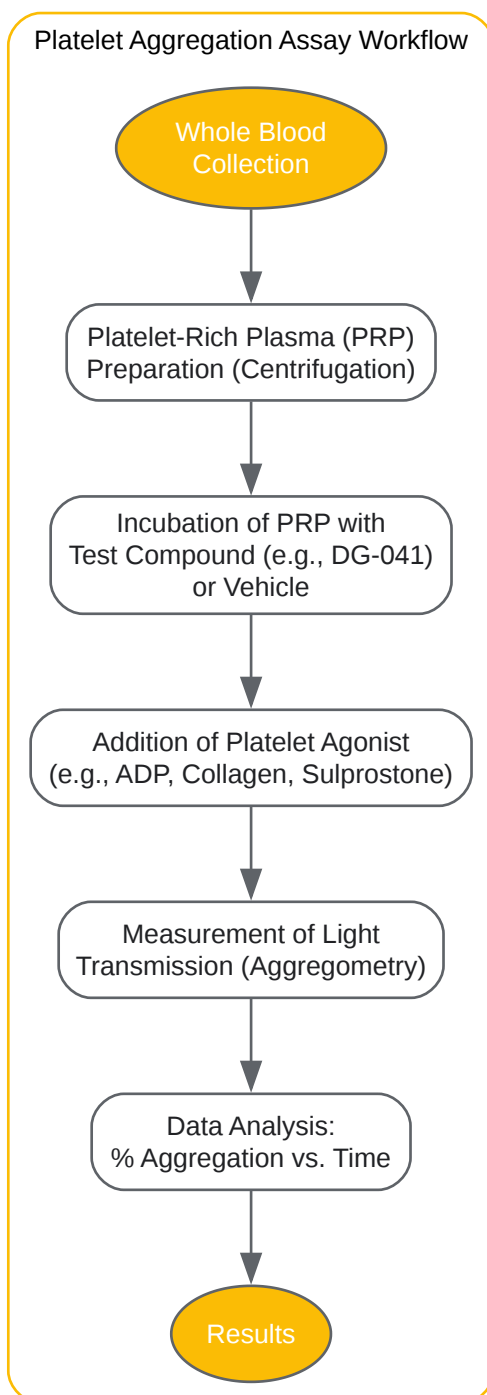 Platelet Aggregation Assay Workflow
Whole Blood
Collection
Platelet-Rich Plasma (PRP)
Preparation (Centrifugation)
Incubation of PRP with
Test Compound (e.g., DG-041)
or Vehicle
Addition of Platelet Agonist
(e.g., ADP, Collagen, Sulprostone)
Measurement of Light
Transmission (Aggregometry)
Data Analysis:
% Aggregation vs. Time
Results